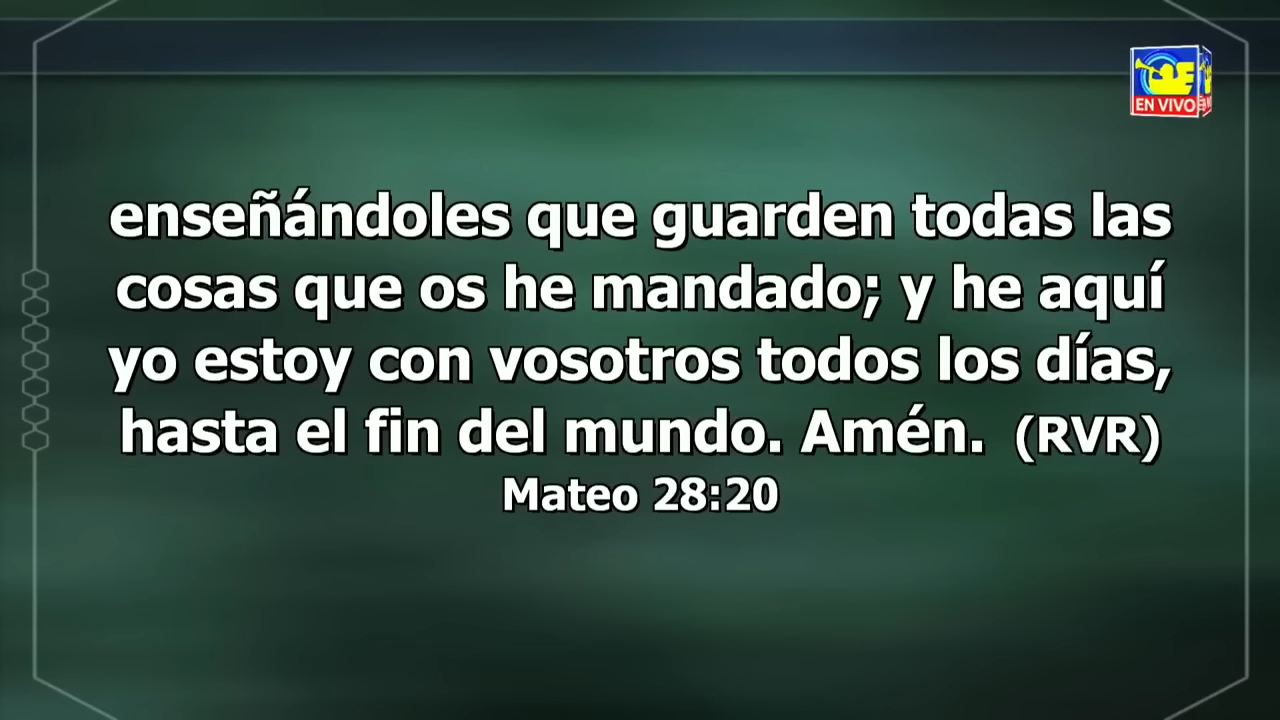 EN VIVO
enseñándoles que guarden todas las
cosas que os he mandado; y he aquí
yo estoy con vosotros todos los días,
hasta el fin del mundo. Amén. (RVR)
Mateo 28:20